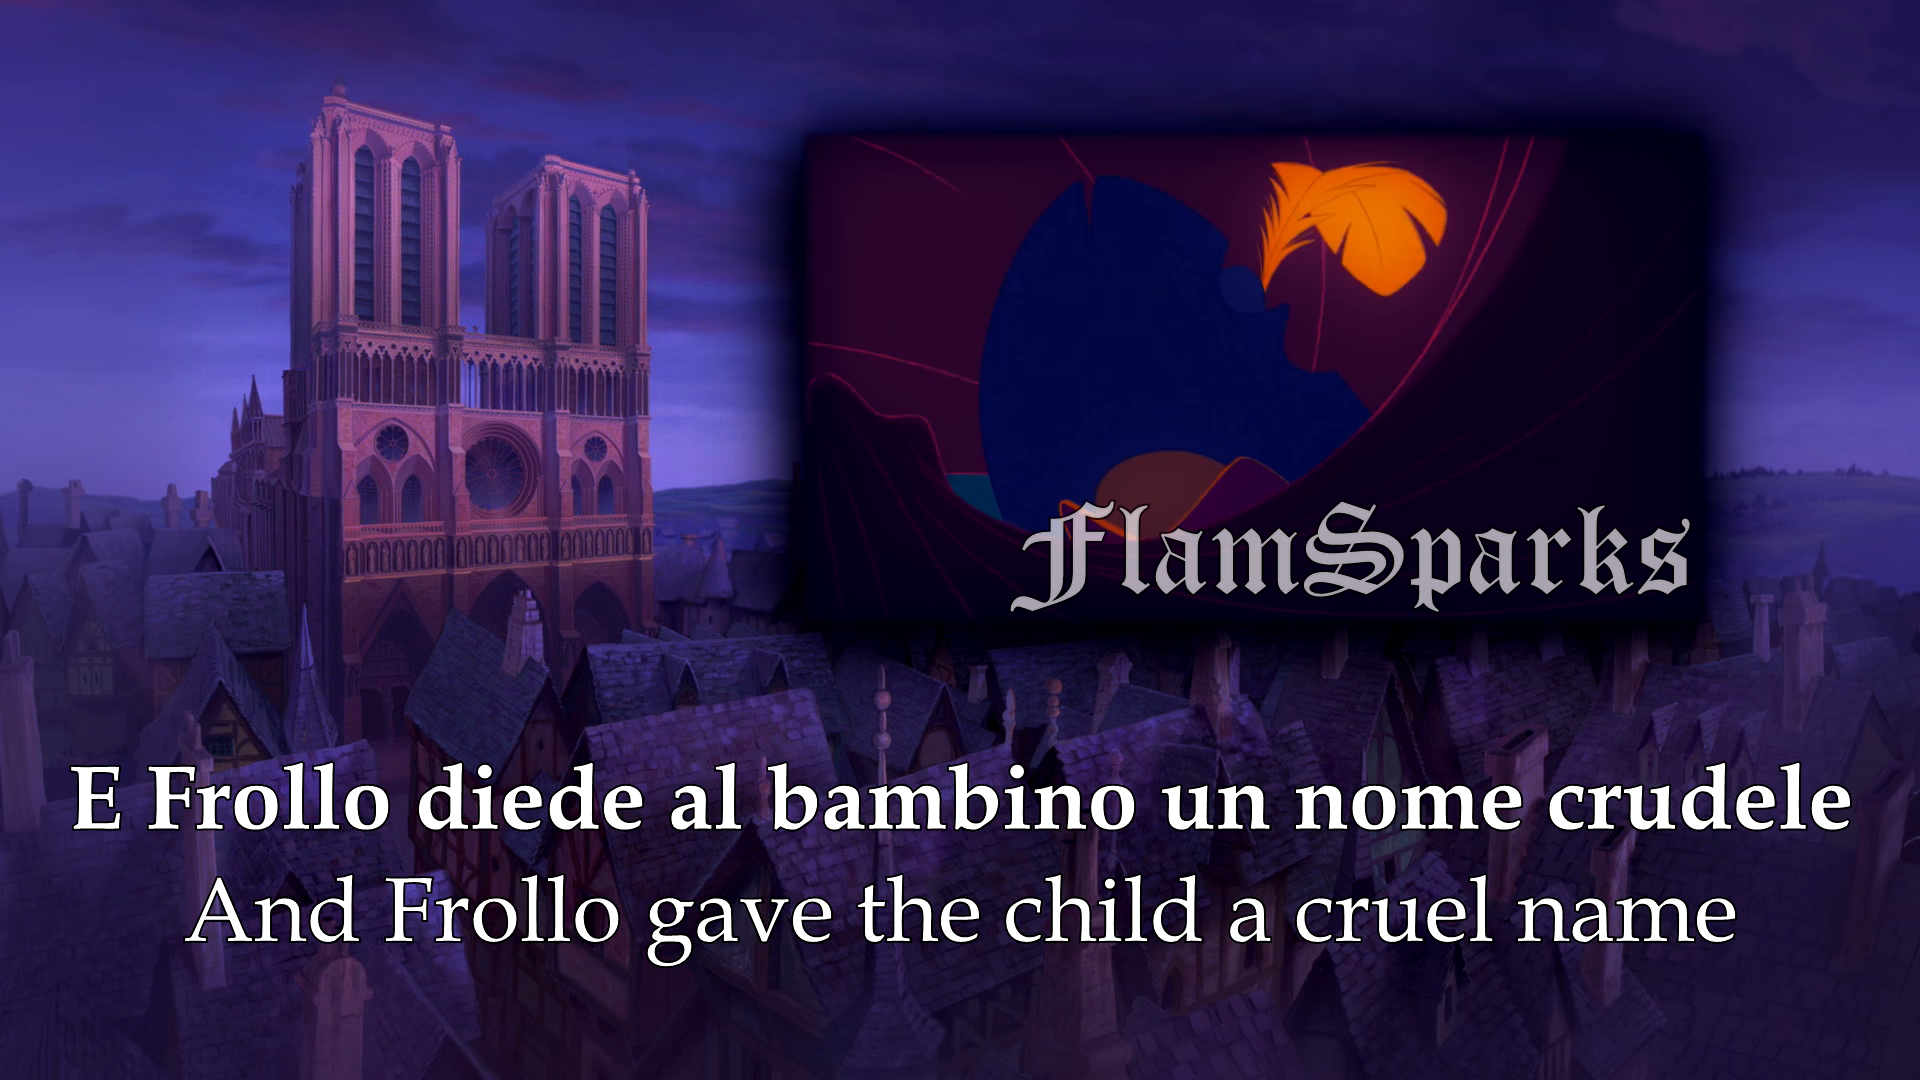 FlamSparks
E Frollo diede al bambino un nome crudele
And Frollo gave the child a cruel name